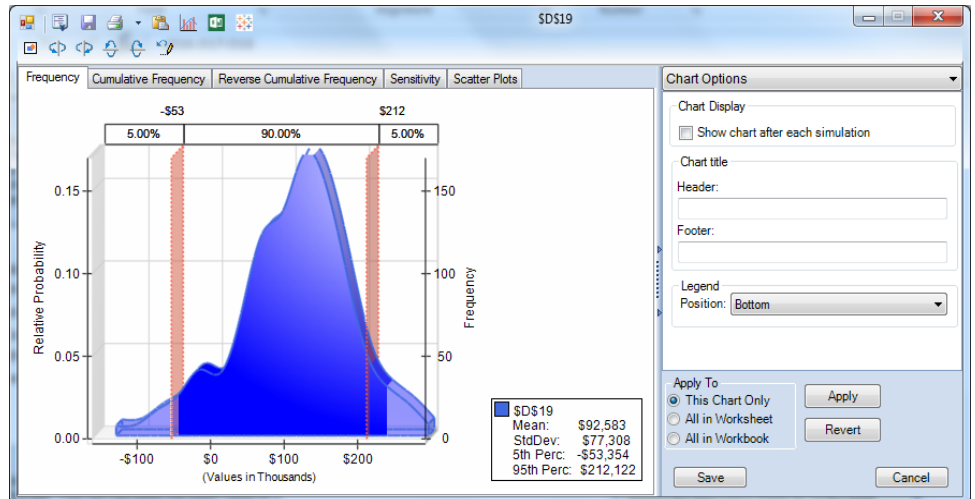 $D$19
Frequency Cumulative Frequency Reverse Cumulative Frequency Sensitivity Scatter Plots
-$53 $212
5.00% 90.00% 5.00%
0.15 150
0.10 100
0.05 50
0.00 0
Relative Probability
Frequency
-$100 $0 $100 $200
(Values in Thousands)
$D$19
Mean: $92,583
StdDev: $77,308
5th Perc: -$53,354
95th Perc: $212,122
Chart Options
Chart Display
Show chart after each simulation
Chart title
Header:
Footer:
Legend
Position: Bottom
Apply To
This Chart Only
All in Worksheet
All in Workbook
Apply
Revert
Save Cancel